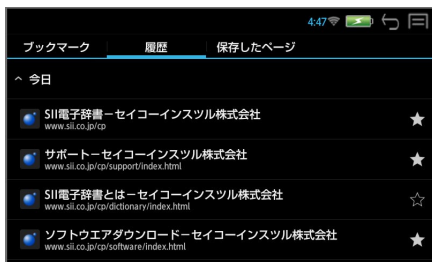 4:47
ブックマーク 履歴 保存したページ
今日
SII電子辞書－セイコーインスツル株式会社
www.sii.co.jp/cp
サポート－セイコーインスツル株式会社
www.sii.co.jp/cp/support/index.html
SII電子辞書とは－セイコーインスツル株式会社
www.sii.co.jp/cp/dictionary/index.html
ソフトウエアダウンロード－セイコーインスツル株式会社
www.sii.co.jp/cp/software/index.html